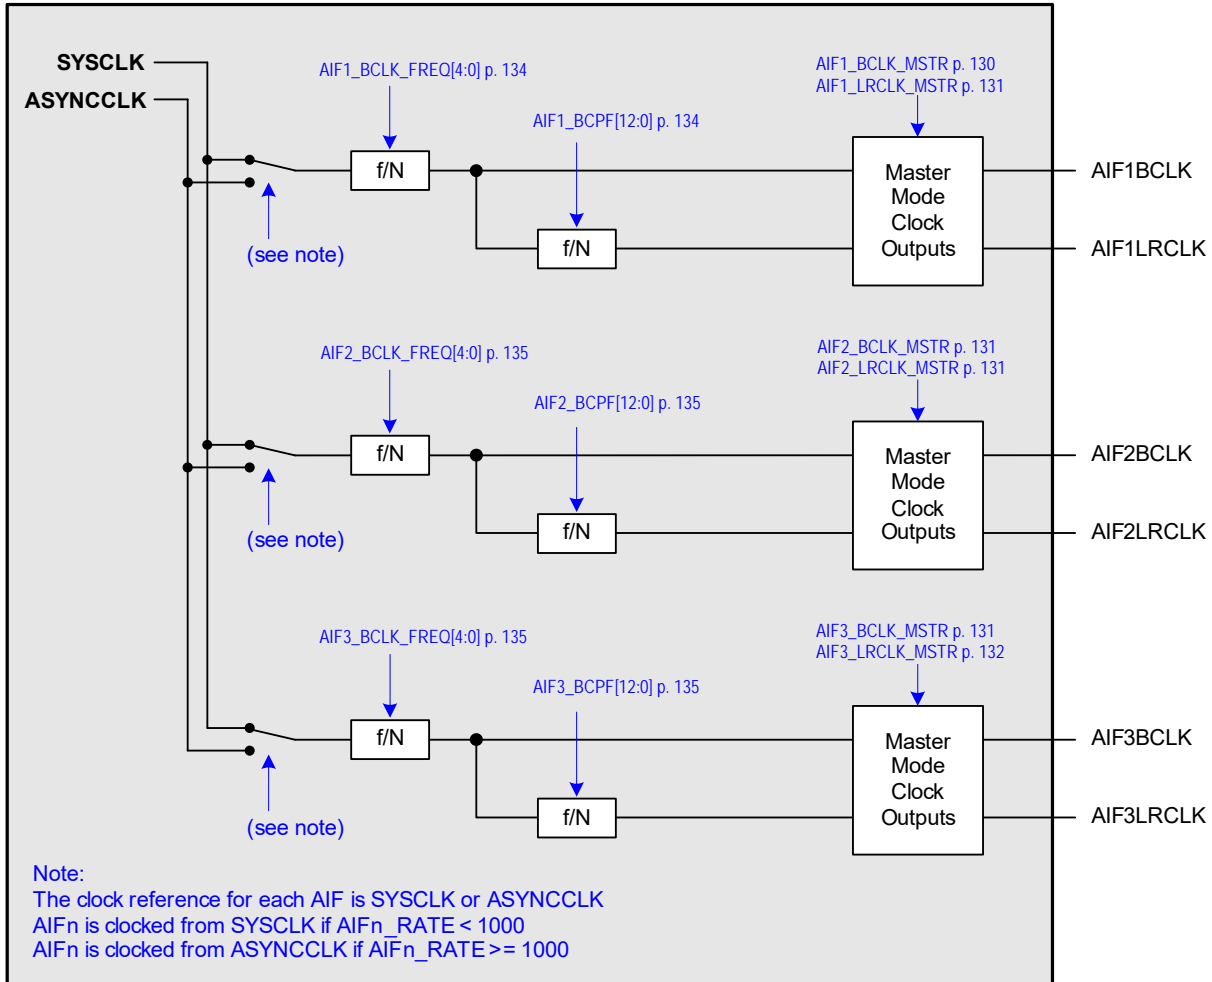 SYSCLK
ASYNCCLK
AIF1_BCLK_FREQ[4:0] p. 134
AIF1_BCPF[12:0] p. 134
AIF1_BCLK_MSTR p. 130
AIF1_LRCLK_MSTR p. 131
f/N
f/N
(see note)
Master
Mode
Clock
Outputs
AIF1BCLK
AIF1LRCLK
AIF2_BCLK_FREQ[4:0] p. 135
AIF2_BCPF[12:0] p. 135
AIF2_BCLK_MSTR p. 131
AIF2_LRCLK_MSTR p. 131
f/N
f/N
(see note)
Master
Mode
Clock
Outputs
AIF2BCLK
AIF2LRCLK
AIF3_BCLK_FREQ[4:0] p. 135
AIF3_BCPF[12:0] p. 135
AIF3_BCLK_MSTR p. 131
AIF3_LRCLK_MSTR p. 132
f/N
f/N
(see note)
Master
Mode
Clock
Outputs
AIF3BCLK
AIF3LRCLK
Note:
The clock reference for each AIF is SYSCLK or ASYNCCLK
AIFn is clocked from SYSCLK if AIFn_RATE < 1000
AIFn is clocked from ASYNCCLK if AIFn_RATE >= 1000